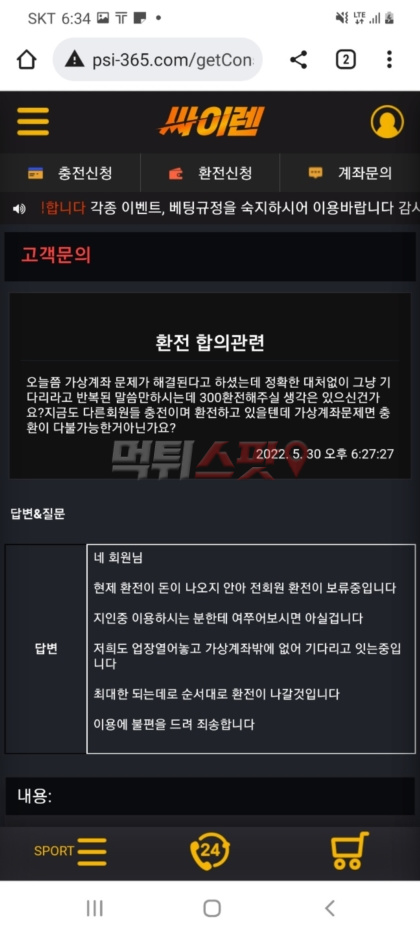 SKT 6:34
LTE
psi-365.com/getCon
2
싸이렌
충전신청 환전신청 계좌문의
!합니다 각종 이벤트, 베팅규정을 숙지하시어 이용바랍니다 감사
고객문의
환전 합의관련
오늘쯤 가상계좌 문제가 해결된다고 하셨는데 정확한 대처없이 그냥 기
다리라고 반복된 말씀만하시는데 300환전해주실 생각은 있으신건가
요?지금도 다른회원들 충전이며 환전하고 있을텐데 가상계좌문제면 충
환이 다불가능한거아닌가요?
먹튀스팟
2022. 5. 30 오후 6:27:27
답변&질문
답변
네 회원님
현제 환전이 돈이 나오지 안아 전회원 환전이 보류중입니다
지인중 이용하시는 분한테 여쭈어보시면 아실겁니다
저희도 업장열어놓고 가상계좌밖에 없어 기다리고 잇는중입
니다
최대한 되는데로 순서대로 환전이 나갈것입니다
이용에 불편을 드려 죄송합니다
내용:
SPORT
24